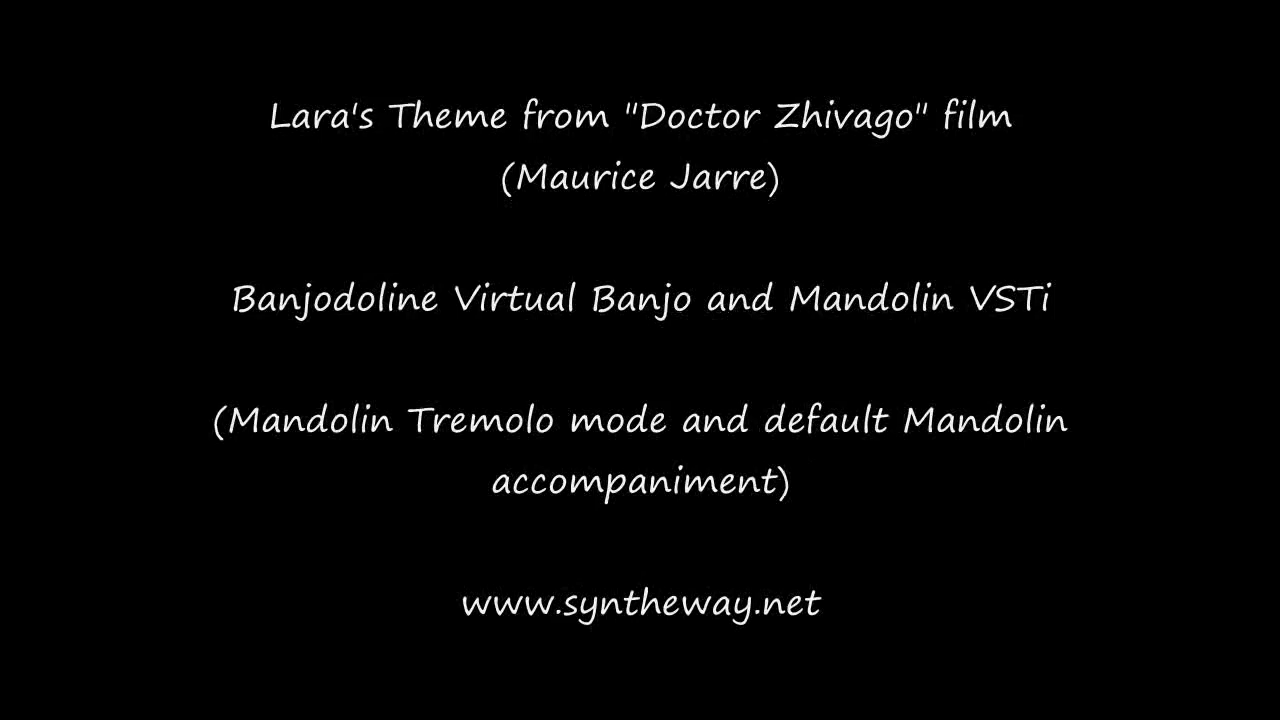 Lara's Theme from "Doctor Zhivago" film
(Maurice Jarre)
Banjodoline Virtual Banjo and Mandolin VSTi
(Mandolin Tremolo mode and default Mandolin
accompaniment)
www.syntheway.net